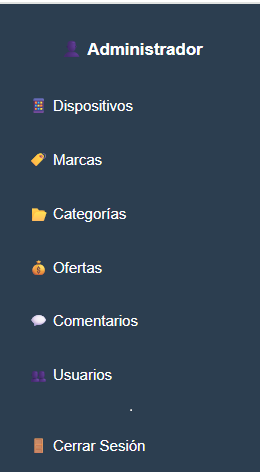 Administrador
Dispositivos
Marcas
Categorías
Ofertas
Comentarios
Usuarios
.
Cerrar Sesión